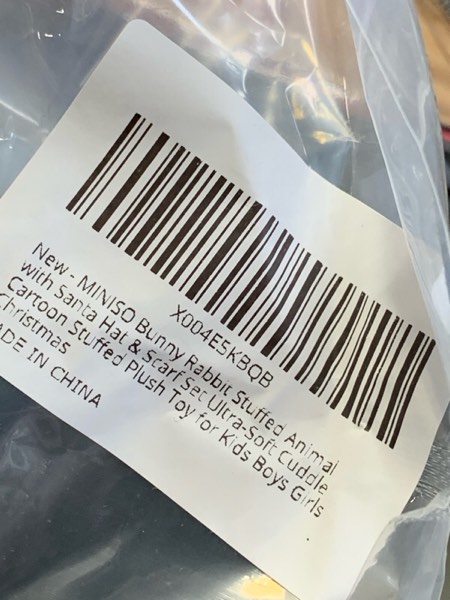 X004E5KBQB
New - MINISO Bunny Rabbit Stuffed Animal
with Santa Hat & Scarf Set Ultra-Soft Cuddle
Cartoon Stuffed Plush Toy for Kids Boys Girls
Christmas
ADE IN CHINA